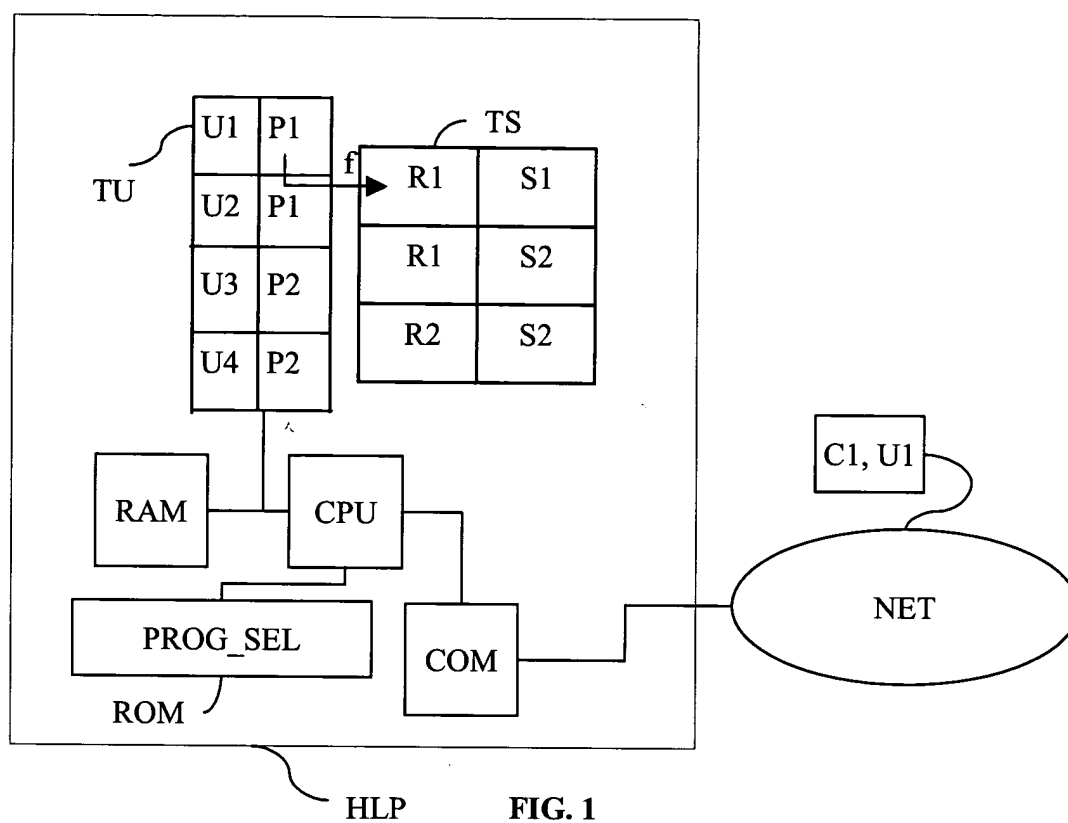 TS
U1 P1
f
R1 S1
TU
U2 P1
R1 S2
U3 P2
R2 S2
U4 P2
C1, U1
RAM
CPU
NET
PROG_SEL
COM
ROM
HLP
FIG. 1